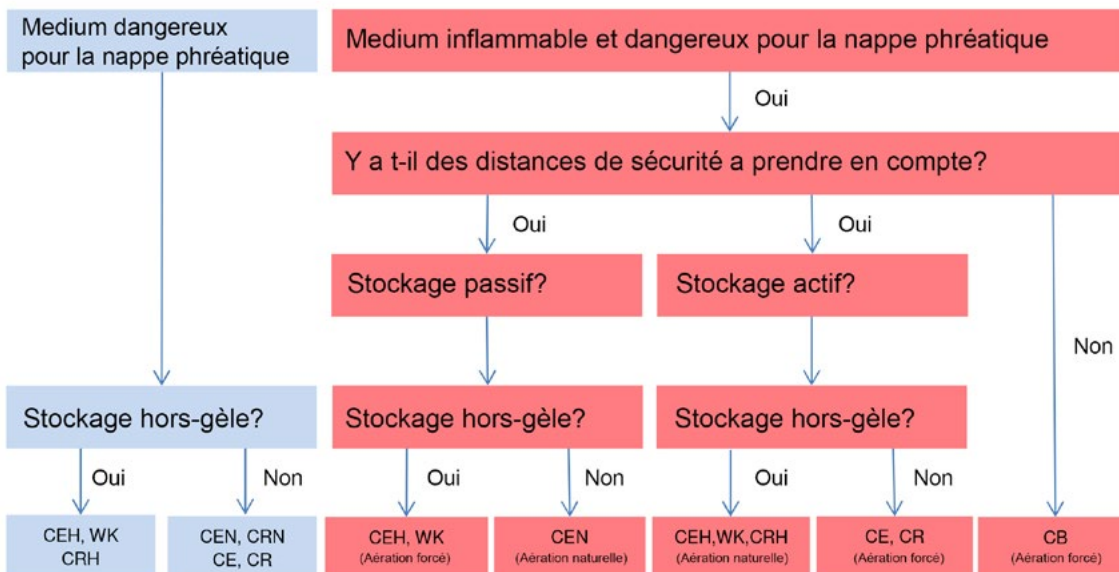 Medium dangereux
pour la nappe phréatique
Medium inflammable et dangereux pour la nappe phréatique
Oui
Y a t-il des distances de sécurité a prendre en compte?
Oui
Oui
Stockage passif?
Stockage actif?
Non
Stockage hors-gèle?
Stockage hors-gèle?
Stockage hors-gèle?
Oui
Non
Oui
Non
Oui
Non
CEH, WK
CRH
CEN, CRN
CE, CR
CEH, WK
(Aération forcé)
CEN
(Aération naturelle)
CEH,WK,CRH
(Aération naturelle)
CE, CR
(Aération forcé)
CB
(Aération forcé)